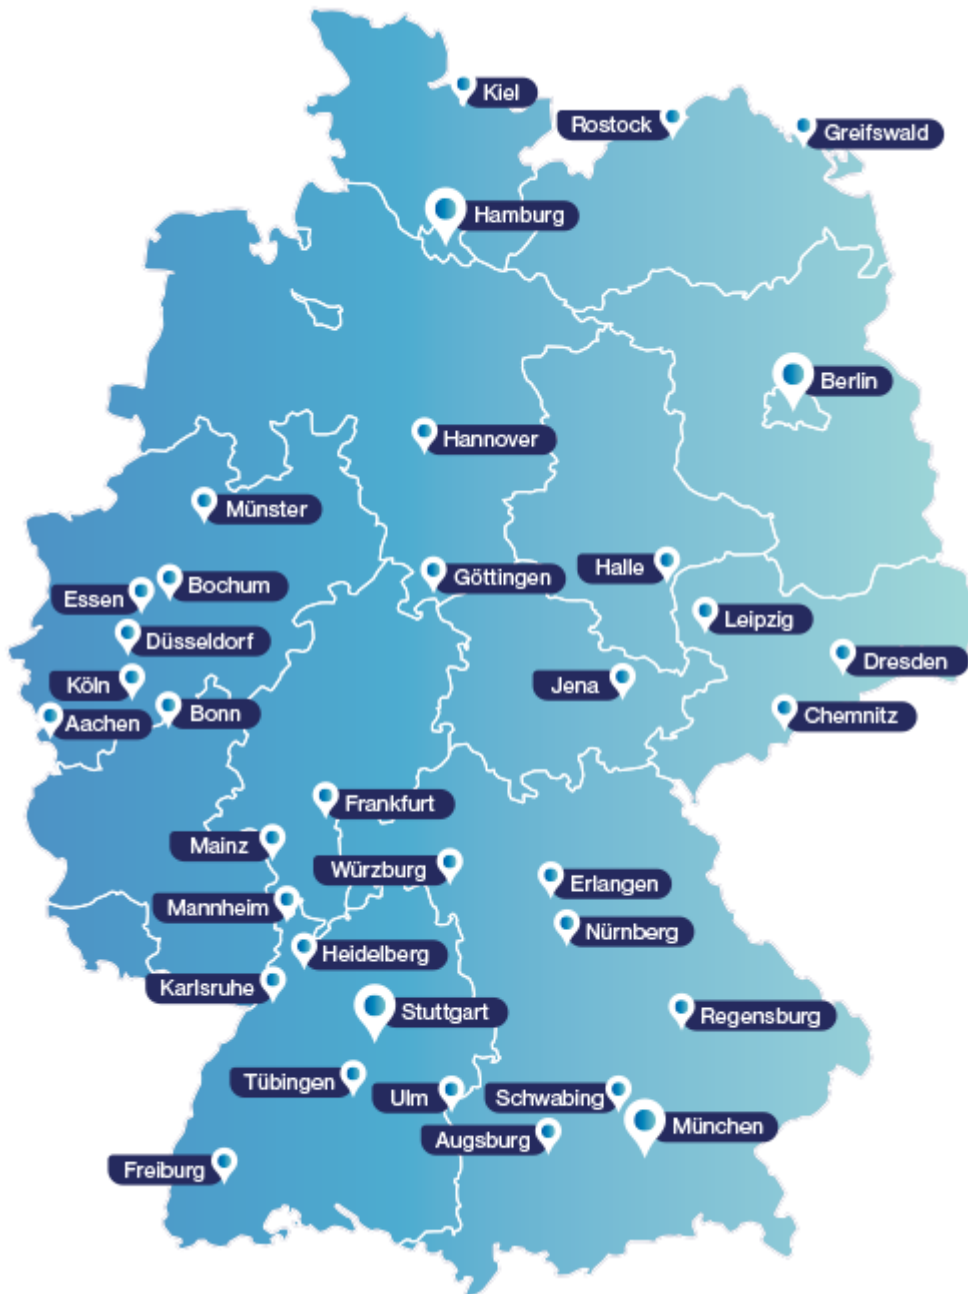 Kiel
Rostock
Greifswald
Hamburg
Berlin
Hannover
Münster
Halle
Göttingen
Bochum
Essen
Leipzig
Düsseldorf
Dresden
Köln
Jena
Bonn
Chemnitz
Aachen
Frankfurt
Mainz
Würzburg
Erlangen
Mannheim
Nürnberg
Heidelberg
Karlsruhe
Stuttgart
Regensburg
Tübingen
Ulm
Schwabing
München
Augsburg
Freiburg